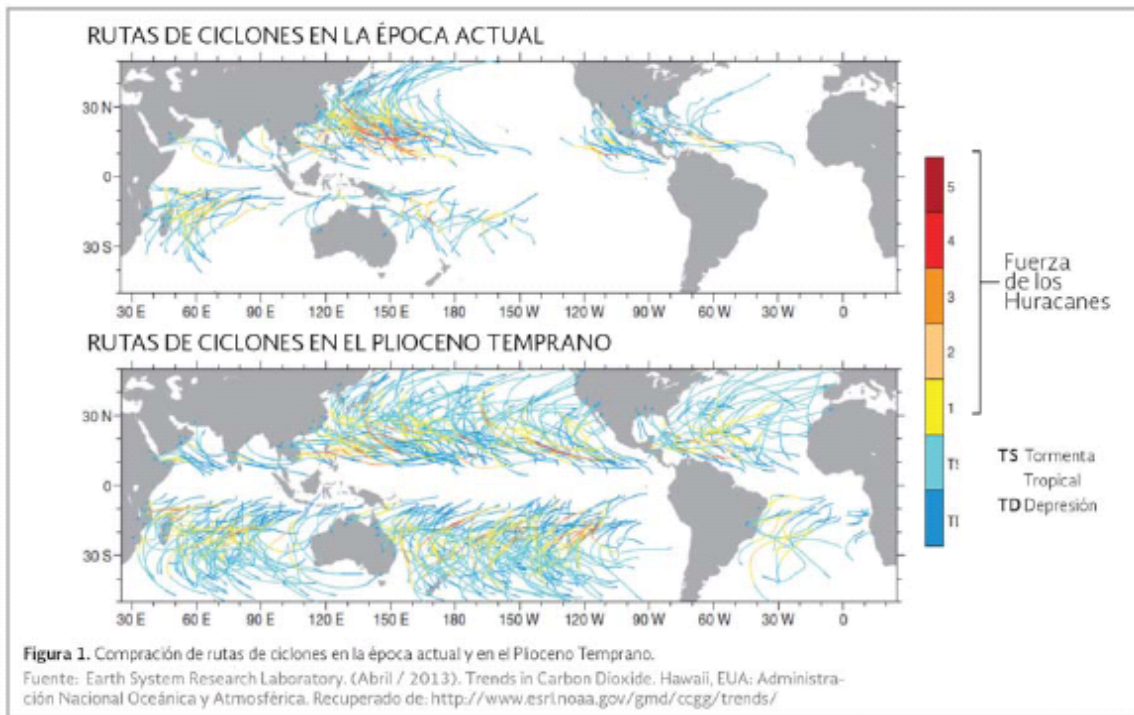 RUTAS DE CICLONES EN LA ÉPOCA ACTUAL
30 N
0
30 S
30 E 60 E 90 E 120 E 150 E 180 E 150 W 120 W 90 W 60 W 30 W 0
RUTAS DE CICLONES EN EL PLIOCENO TEMPRANO
30 N
0
30 S
30 E 60 E 90 E 120 E 150 E 180 E 150 W 120 W 90 W 60 W 30 W 0
5
4
3
2
1
TS
TD
Fuerza
de los
Huracanes
TS Tormenta
Tropical
TD Depresión
Figura 1. Compración de rutas de ciclones en la época actual y en el Plioceno Temprano.
Fuente: Earth System Research Laboratory. (Abril / 2013). Trends in Carbon Dioxide. Hawaii, EUA: Administra-
ción Nacional Oceánica y Atmosférica. Recuperado de: http://www.esrl.noaa.gov/gmd/ccgg/trends/